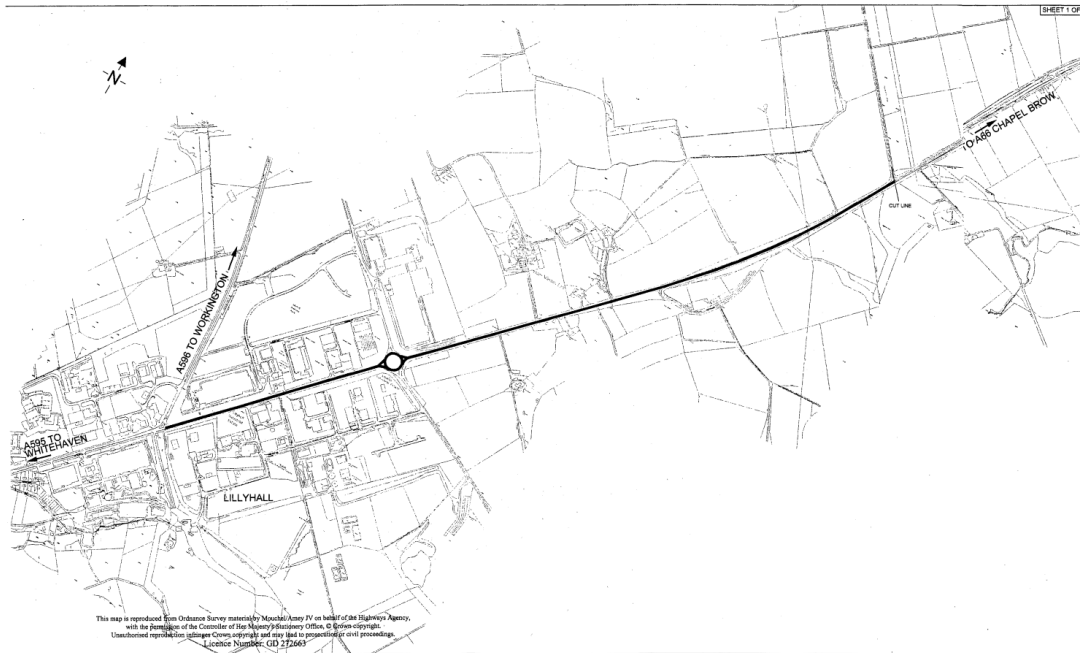 SHEET 1 OF
N
TO A66 CHAPEL BROW
CUT LINE
A596 TO WORKINGTON
A595 TO
WHITEHAVEN
LILLYHALL
This map is reproduced from Ordnance Survey material by Mouchel/Amey JV on behalf of the Highways Agency,
with the permission of the Controller of Her Majesty's Stationery Office, © Crown copyright.
Unauthorised reproduction infringes Crown copyright and may lead to prosecution or civil proceedings.
Licence Number: GD 272663